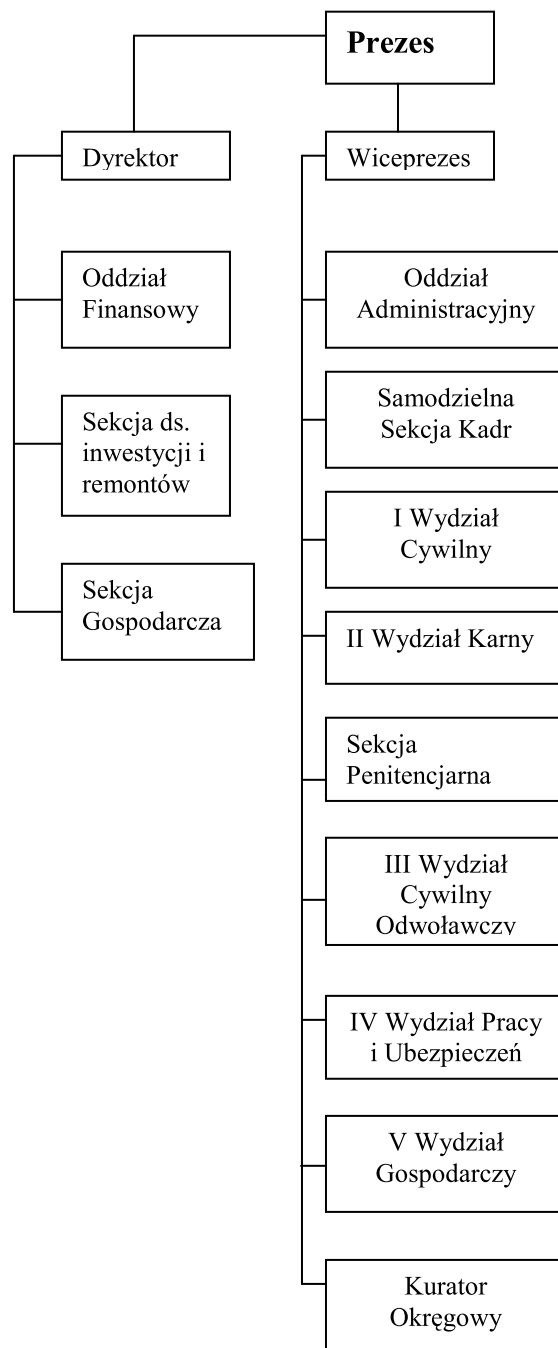 Prezes
Dyrektor
Wiceprezes
Oddział
Finansowy
Sekcja ds.
inwestycji i
remontów
Sekcja
Gospodarcza
Oddział
Administracyjny
Samodzielna
Sekcja Kadr
I Wydział
Cywilny
II Wydział Karny
Sekcja
Penitencjarna
III Wydział
Cywilny
Odwoławczy
IV Wydział Pracy
i Ubezpieczeń
V Wydział
Gospodarczy
Kurator
Okręgowy